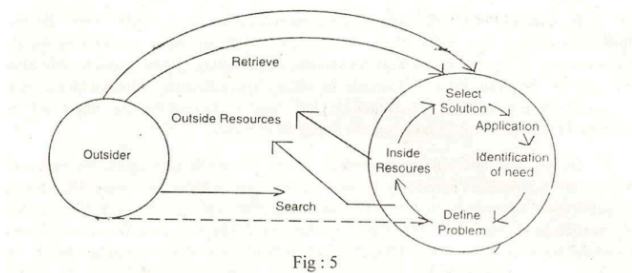 Retrieve
Select
Solution
Outside Resources
Application
Outsider
Inside
Resoures
Identification
of need
Search
Define
Problem
Fig : 5